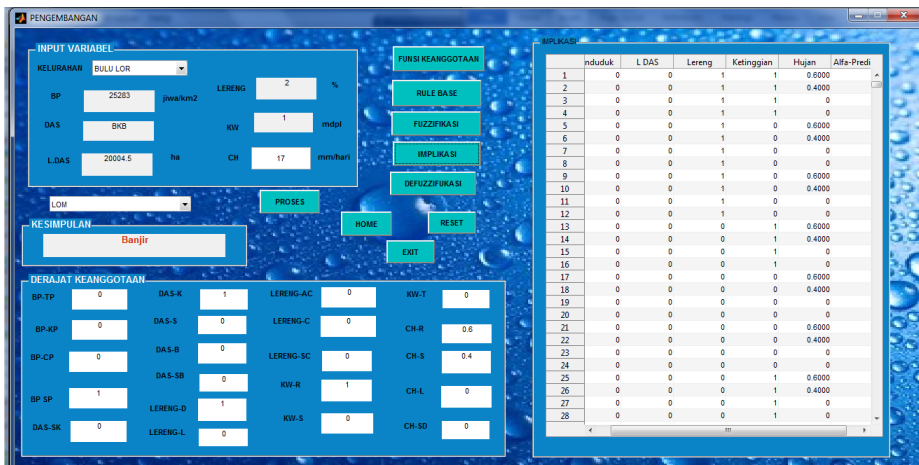 PENGEMBANGAN
INPUT VARIABEL
KELURAHAN BULU LOR
BP 25283 jiwa/km2
LERENG 2 %
DAS BKB
KW 1 mdpl
L.DAS 20004.5 ha
CH 17 mm/hari
LOM
PROSES
KESIMPULAN
Banjir
FUNSI KEANGGOTAAN
RULE BASE
FUZZIFIKASI
IMPLIKASI
DEFUZZIFUKASI
HOME
RESET
EXIT
DERAJAT KEANGGOTAAN
BP-TP 0
BP-KP 0
BP-CP 0
BP SP 1
DAS-SK 0
DAS-K 1
DAS-S 0
DAS-B 0
DAS-SB 0
LERENG-D 1
LERENG-L 0
LERENG-AC 0
LERENG-C 0
LERENG-SC 0
KW-R 1
KW-S 0
KW-T 0
CH-R 0.6
CH-S 0.4
CH-L 0
CH-SD 0
IMPLIKASI
nduduk L DAS Lereng Ketinggian Hujan Alfa-Predi
1 0 0 1 1 0.6000
2 0 0 1 1 0.4000
3 0 0 1 1 0
4 0 0 1 1 0
5 0 0 1 0 0.6000
6 0 0 1 0 0.4000
7 0 0 1 0 0
8 0 0 1 0 0
9 0 0 1 0 0.6000
10 0 0 1 0 0.4000
11 0 0 1 0 0
12 0 0 1 0 0
13 0 0 0 1 0.6000
14 0 0 0 1 0.4000
15 0 0 0 1 0
16 0 0 0 1 0
17 0 0 0 0 0.6000
18 0 0 0 0 0.4000
19 0 0 0 0 0
20 0 0 0 0 0
21 0 0 0 0 0.6000
22 0 0 0 0 0.4000
23 0 0 0 0 0
24 0 0 0 0 0
25 0 0 0 1 0.6000
26 0 0 0 1 0.4000
27 0 0 0 1 0
28 0 0 0 1 0